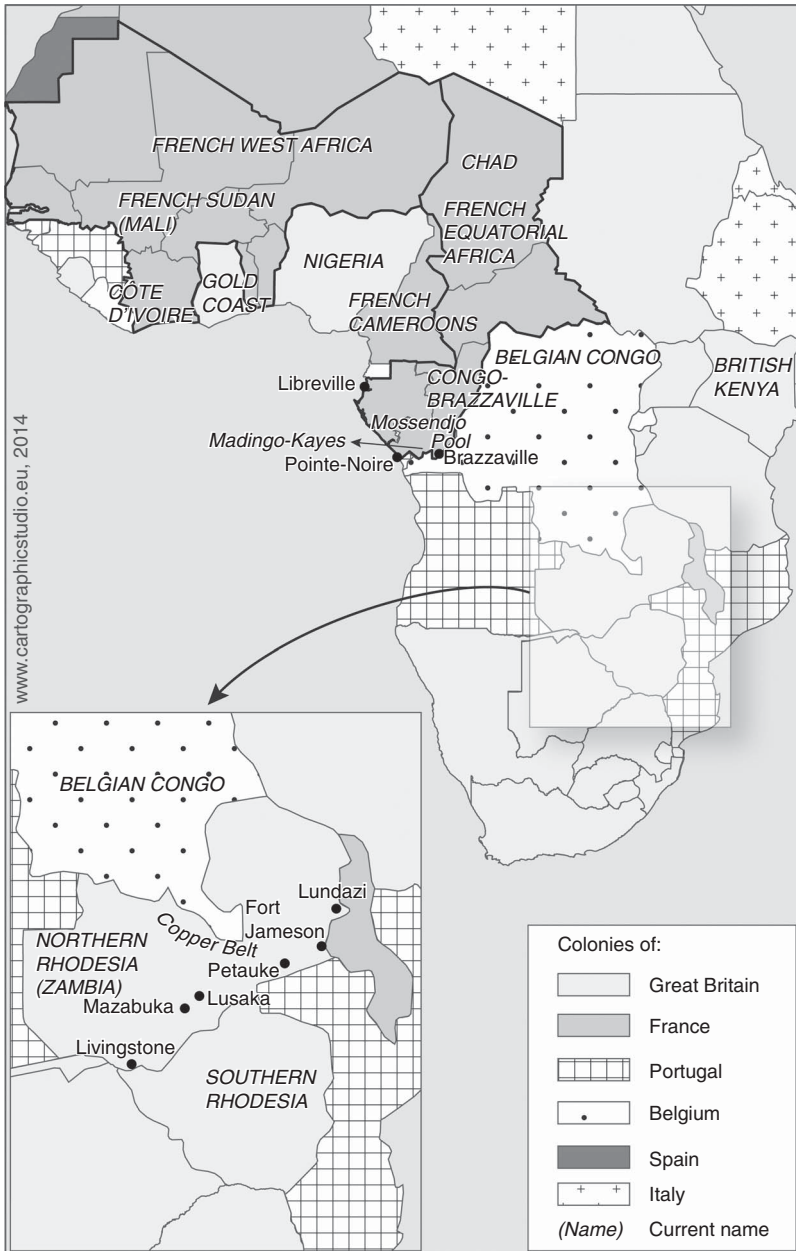 FRENCH WEST AFRICA
CHAD
FRENCH SUDAN
(MALI)
FRENCH
EQUATORIAL
AFRICA
NIGERIA
GOLD
COAST
CÔTE
D'IVOIRE
FRENCH
CAMEROONS
BELGIAN CONGO
BRITISH
KENYA
Libreville
CONGO-
BRAZZAVILLE
Mossendjo
Madingo-Kayes
Pool
Pointe-Noire
Brazzaville
www.cartographicstudio.eu, 2014
BELGIAN CONGO
Lundazi
Fort
Jameson
Copper Belt
NORTHERN
RHODESIA
(ZAMBIA)
Petauke
Lusaka
Mazabuka
Livingstone
SOUTHERN
RHODESIA
Colonies of:
Great Britain
France
Portugal
Belgium
Spain
Italy
(Name) Current name